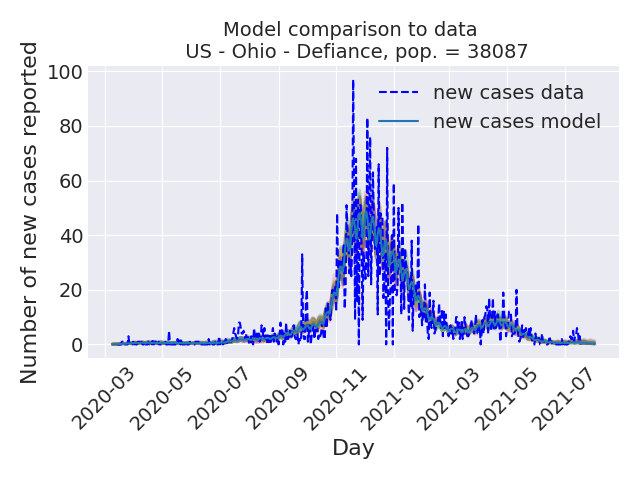 Model comparison to data
US - Ohio - Defiance, pop. = 38087
Number of new cases reported
100
80
60
40
20
0
new cases data
new cases model
2020-03
2020-05
2020-07
2020-09
2020-11
2021-01
2021-03
2021-05
2021-07
Day